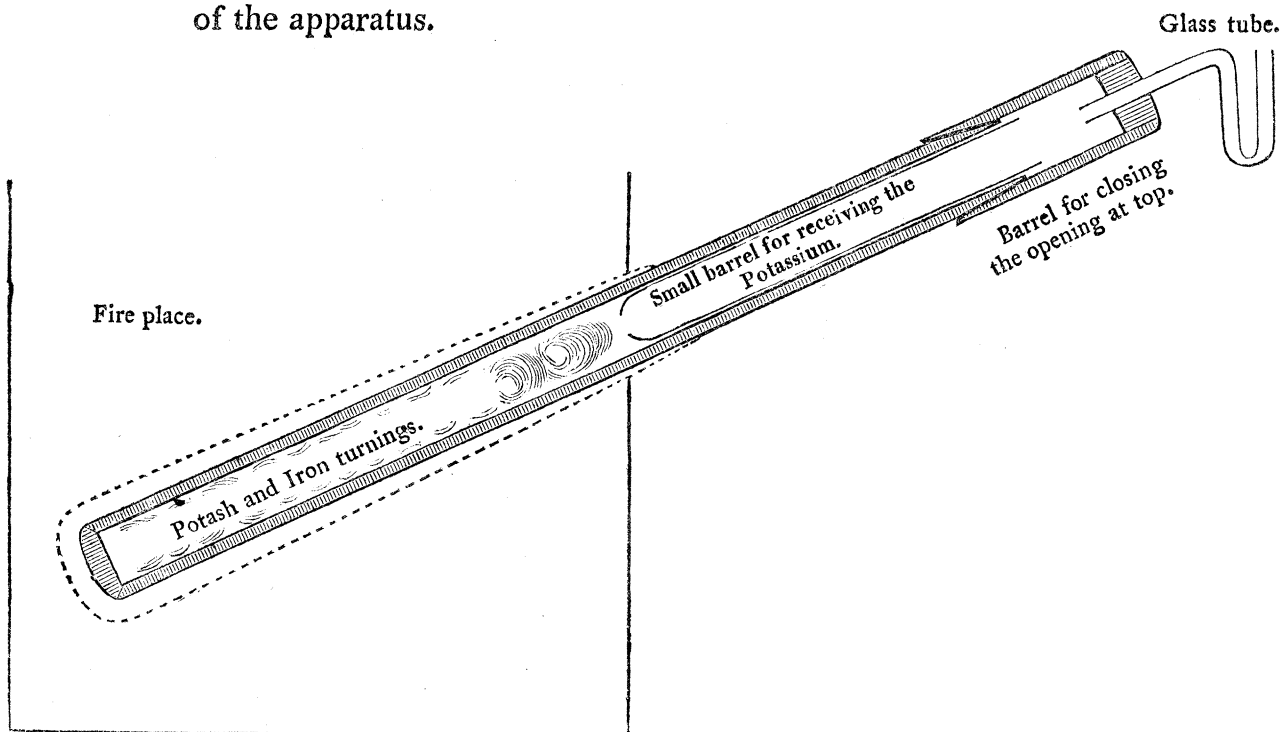 of the apparatus.
Glass tube.
Small barrel for receiving the
Potassium.
Barrel for closing
the opening at top.
Fire place.
Potash and Iron turnings.